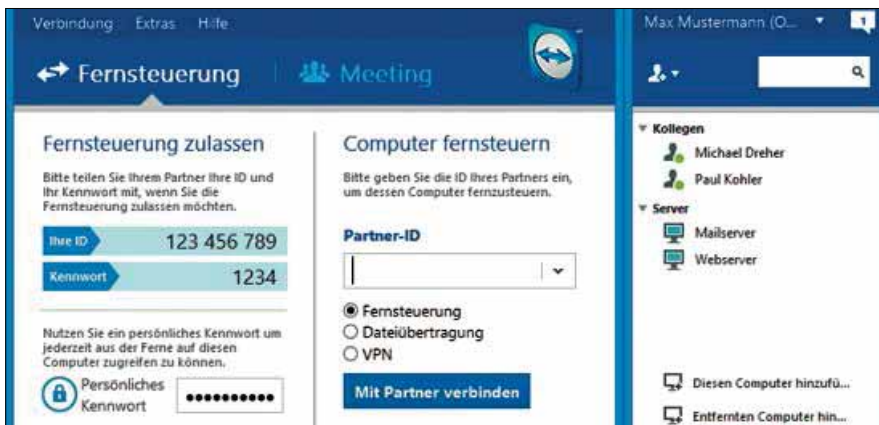 Verbindung Extras Hilfe
Fernsteuerung
Meeting
Fernsteuerung zulassen
Bitte teilen Sie Ihrem Partner Ihre ID und
Ihr Kennwort mit, wenn Sie die
Fernsteuerung zulassen möchten.
Ihre ID 123 456 789
Kennwort 1234
Nutzen Sie ein persönliches Kennwort um
jederzeit aus der Ferne auf diesen
Computer zugreifen zu können.
Persönliches
Kennwort ••••••••••
Computer fernsteuern
Bitte geben Sie die ID Ihres Partners ein,
um dessen Computer fernzusteuern.
Partner-ID
Fernsteuerung
Dateiübertragung
VPN
Mit Partner verbinden
Max Mustermann (O... 1
Kollegen
Michael Dreher
Paul Kohler
Server
Mailserver
Webserver
Diesen Computer hinzufü...
Entfernten Computer hin...